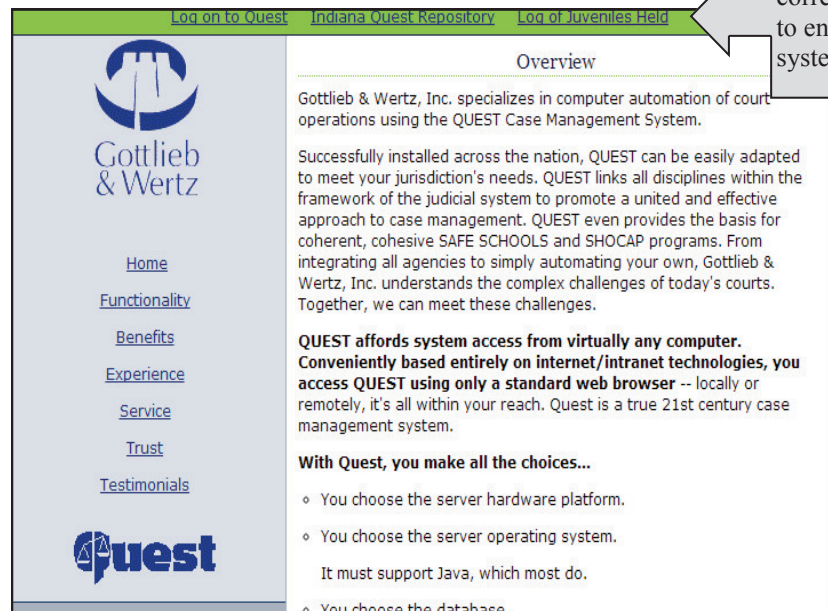 Log on to Quest Indiana Quest Repository Log of Juveniles Held
to en
syste
Gottlieb
& Wertz
Home
Functionality
Benefits
Experience
Service
Trust
Testimonials
Quest
Overview
Gottlieb & Wertz, Inc. specializes in computer automation of court
operations using the QUEST Case Management System.
Successfully installed across the nation, QUEST can be easily adapted
to meet your jurisdiction's needs. QUEST links all disciplines within the
framework of the judicial system to promote a united and effective
approach to case management. QUEST even provides the basis for
coherent, cohesive SAFE SCHOOLS and SHOCAP programs. From
integrating all agencies to simply automating your own, Gottlieb &
Wertz, Inc. understands the complex challenges of today's courts.
Together, we can meet these challenges.
QUEST affords system access from virtually any computer.
Conveniently based entirely on internet/intranet technologies, you
access QUEST using only a standard web browser -- locally or
remotely, it's all within your reach. Quest is a true 21st century case
management system.
With Quest, you make all the choices...
You choose the server hardware platform.
You choose the server operating system.
It must support Java, which most do.
You choose the database